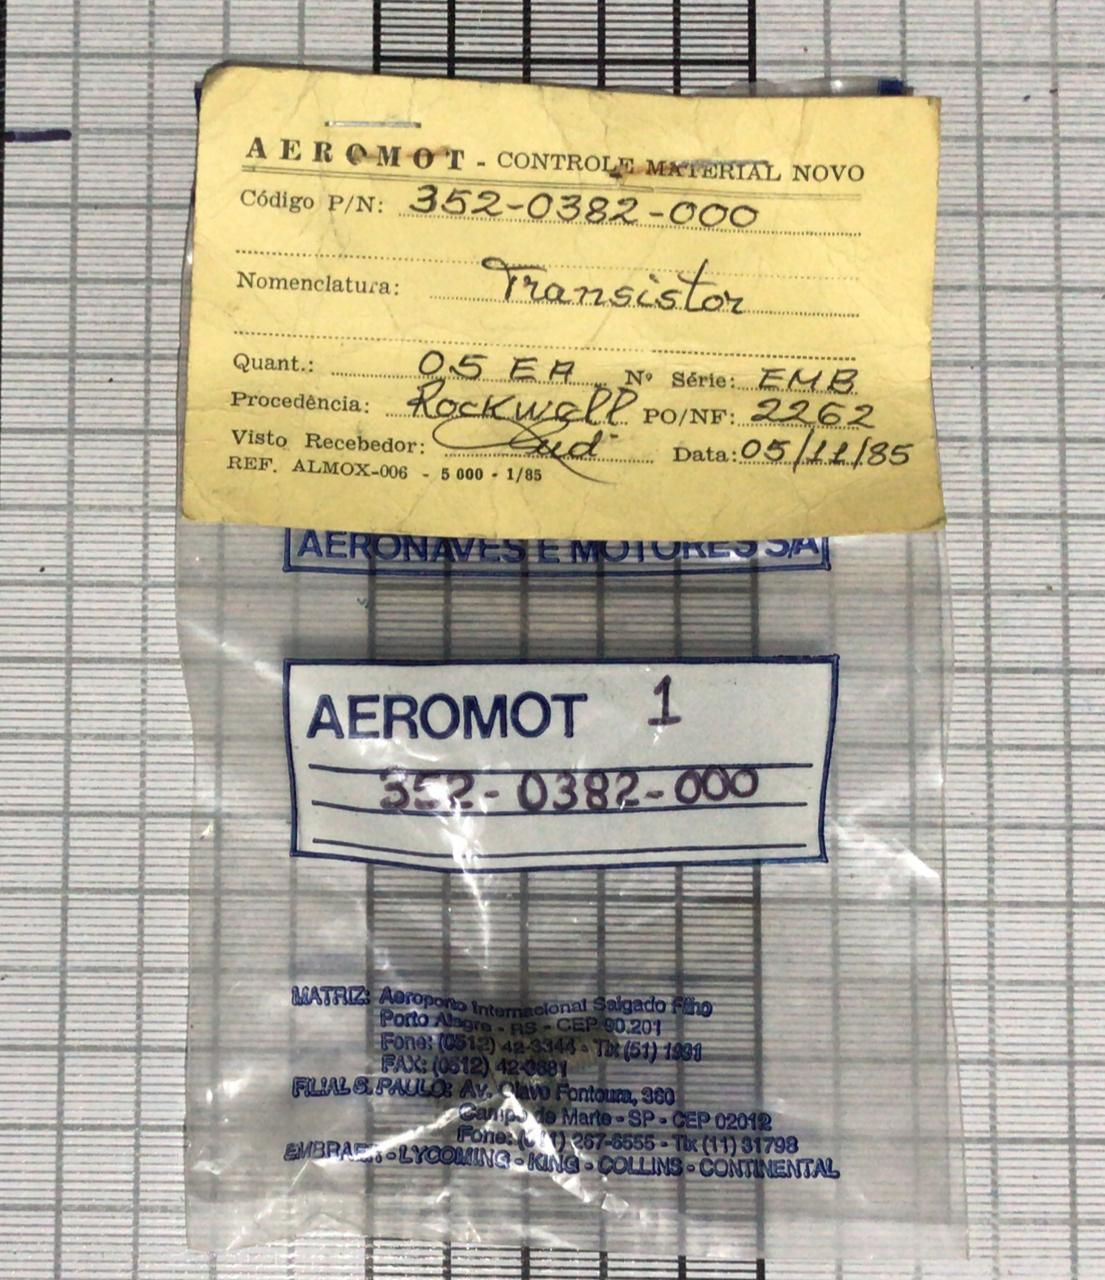 AEROMOT - CONTROLE MATERIAL NOVO
Código P/N: 352-0382-000
Nomenclatura: Transistor
Quant.: 05 EA Nº Série: EMB
Procedência: Rockwell PO/NF: 2262
Visto Recebedor: Data: 05/11/85
REF. ALMOX-006 - 5 000 - 1/85
AERONAVES E MOTORES S/A
AEROMOT 1
352-0382-000
MATRIZ: Aeroporto Internacional Salgado Filho
Porto Alegre - RS - CEP 90.201
Fone: (0512) 42-3344 - Tlx (51) 1991
FAX: (0512) 42-0681
FILIAL S. PAULO: Av. Olavo Fontoura, 360
Campo de Marte - SP - CEP 02012
Fone: (011) 267-6555 - Tlx (11) 31798
EMBRAER - LYCOMING - KING - COLLINS - CONTINENTAL